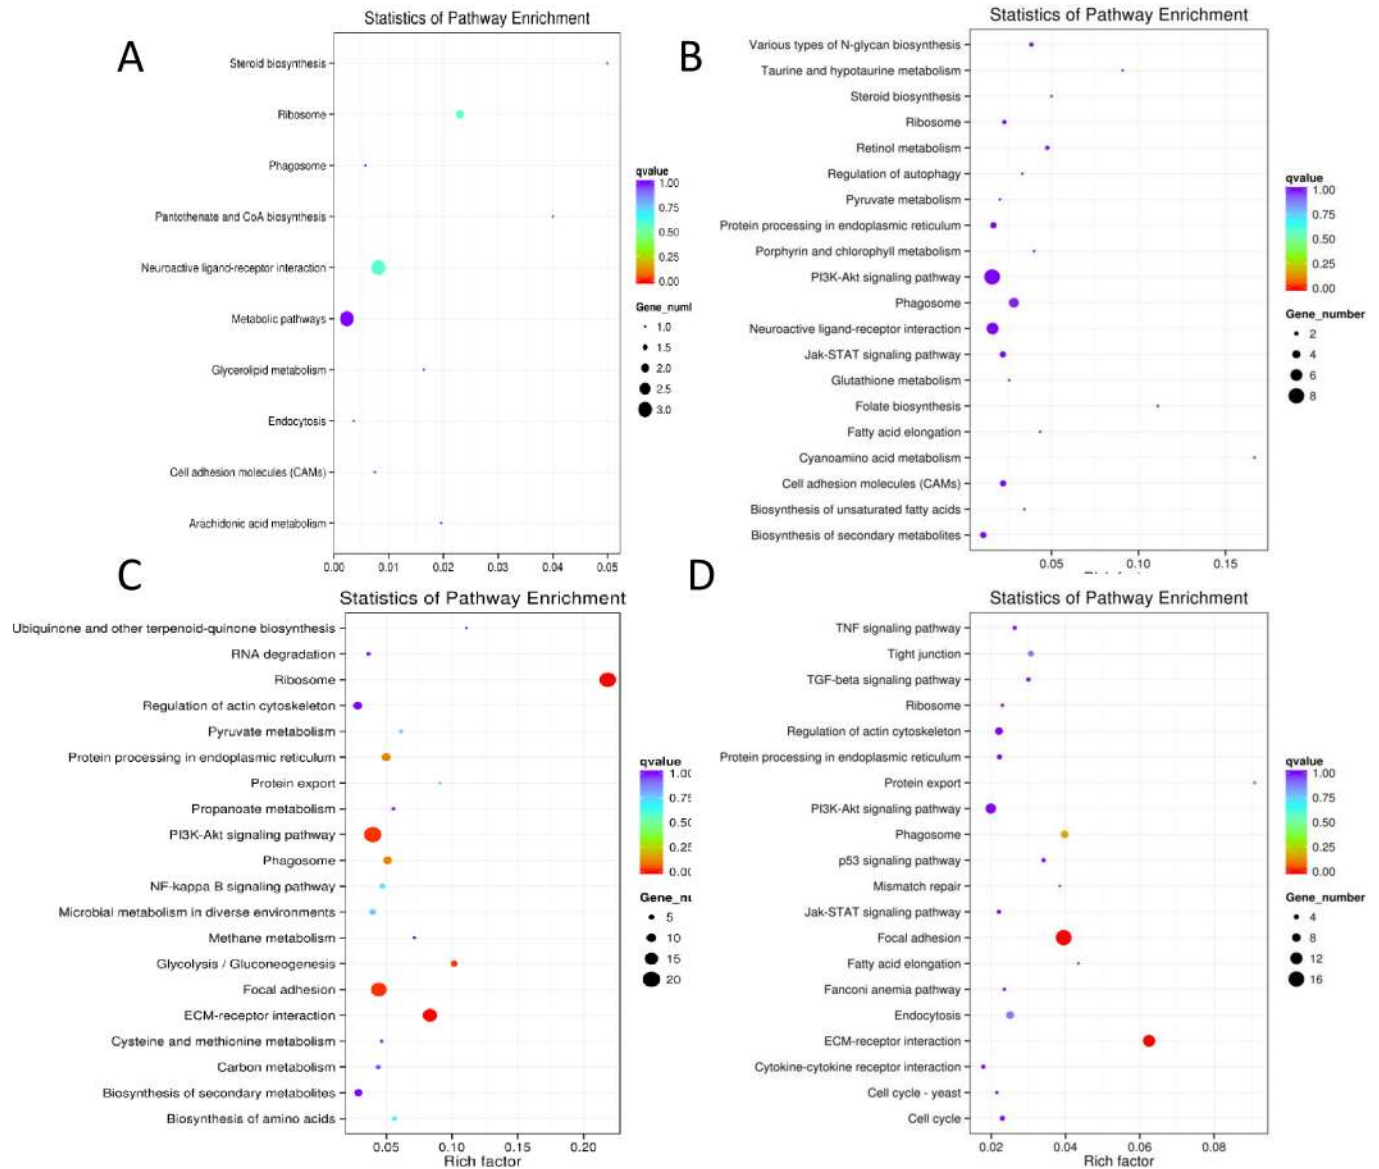 A
Statistics of Pathway Enrichment
Steroid biosynthesis
Ribosome
Phagosome
Pantothenate and CoA biosynthesis
Neuroactive ligand-receptor interaction
Metabolic pathways
Glycerolipid metabolism
Endocytosis
Cell adhesion molecules (CAMs)
Arachidonic acid metabolism
0.00 0.01 0.02 0.03 0.04 0.05
qvalue
1.00
0.75
0.50
0.25
0.00
Gene_numl
1.0
1.5
2.0
2.5
3.0
B
Statistics of Pathway Enrichment
Various types of N-glycan biosynthesis
Taurine and hypotaurine metabolism
Steroid biosynthesis
Ribosome
Retinol metabolism
Regulation of autophagy
Pyruvate metabolism
Protein processing in endoplasmic reticulum
Porphyrin and chlorophyll metabolism
PI3K-Akt signaling pathway
Phagosome
Neuroactive ligand-receptor interaction
Jak-STAT signaling pathway
Glutathione metabolism
Folate biosynthesis
Fatty acid elongation
Cyanoamino acid metabolism
Cell adhesion molecules (CAMs)
Biosynthesis of unsaturated fatty acids
Biosynthesis of secondary metabolites
0.05 0.10 0.15
qvalue
1.00
0.75
0.50
0.25
0.00
Gene_number
2
4
6
8
C
Statistics of Pathway Enrichment
Ubiquinone and other terpenoid-quinone biosynthesis
RNA degradation
Ribosome
Regulation of actin cytoskeleton
Pyruvate metabolism
Protein processing in endoplasmic reticulum
Protein export
Propanoate metabolism
PI3K-Akt signaling pathway
Phagosome
NF-kappa B signaling pathway
Microbial metabolism in diverse environments
Methane metabolism
Glycolysis / Gluconeogenesis
Focal adhesion
ECM-receptor interaction
Cysteine and methionine metabolism
Carbon metabolism
Biosynthesis of secondary metabolites
Biosynthesis of amino acids
0.05 0.10 0.15 0.20
Rich factor
qvalue
1.00
0.75
0.50
0.25
0.00
Gene_nu
5
10
15
20
D
Statistics of Pathway Enrichment
TNF signaling pathway
Tight junction
TGF-beta signaling pathway
Ribosome
Regulation of actin cytoskeleton
Protein processing in endoplasmic reticulum
Protein export
PI3K-Akt signaling pathway
Phagosome
p53 signaling pathway
Mismatch repair
Jak-STAT signaling pathway
Focal adhesion
Fatty acid elongation
Fanconi anemia pathway
Endocytosis
ECM-receptor interaction
Cytokine-cytokine receptor interaction
Cell cycle - yeast
Cell cycle
0.02 0.04 0.06 0.08
Rich factor
qvalue
1.00
0.75
0.50
0.25
0.00
Gene_number
4
8
12
16